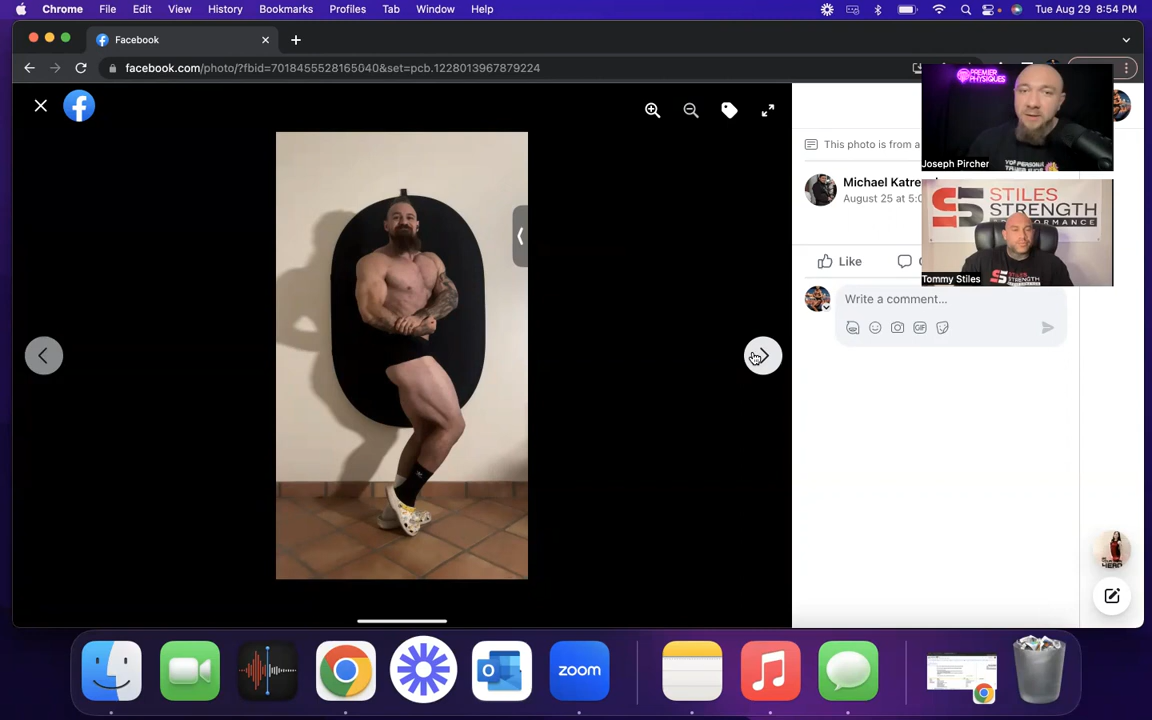 Chrome File Edit View History Bookmarks Profiles Tab Window Help Tue Aug 29 8:54 PM
Facebook
facebook.com/photo/?fbid=7018455528165040&set=pcb.1228013967879224
PREMIER
PHYSIQUES
Joseph Pircher
This photo is from a
Michael Katre
August 25 at 5:0
STILES
STRENGTH
Tommy Stiles
Like
Write a comment...
GIF
HERO
zoom